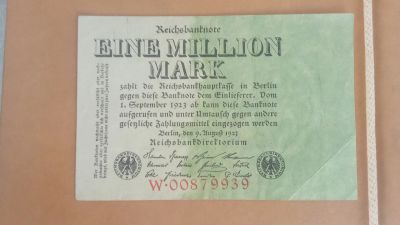 Reichsbanknote
EINE MILLION
MARK
zahlt die Reichsbankhauptkasse in Berlin
gegen diese Banknote dem Einlieferer. Vom
1. September 1923 ab kann diese Banknote
aufgerufen und unter Umtausch gegen andere
gesetzliche Zahlungsmittel eingezogen werden
Berlin, den 9. August 1923
Reichsbankdirektorium
W·00879939